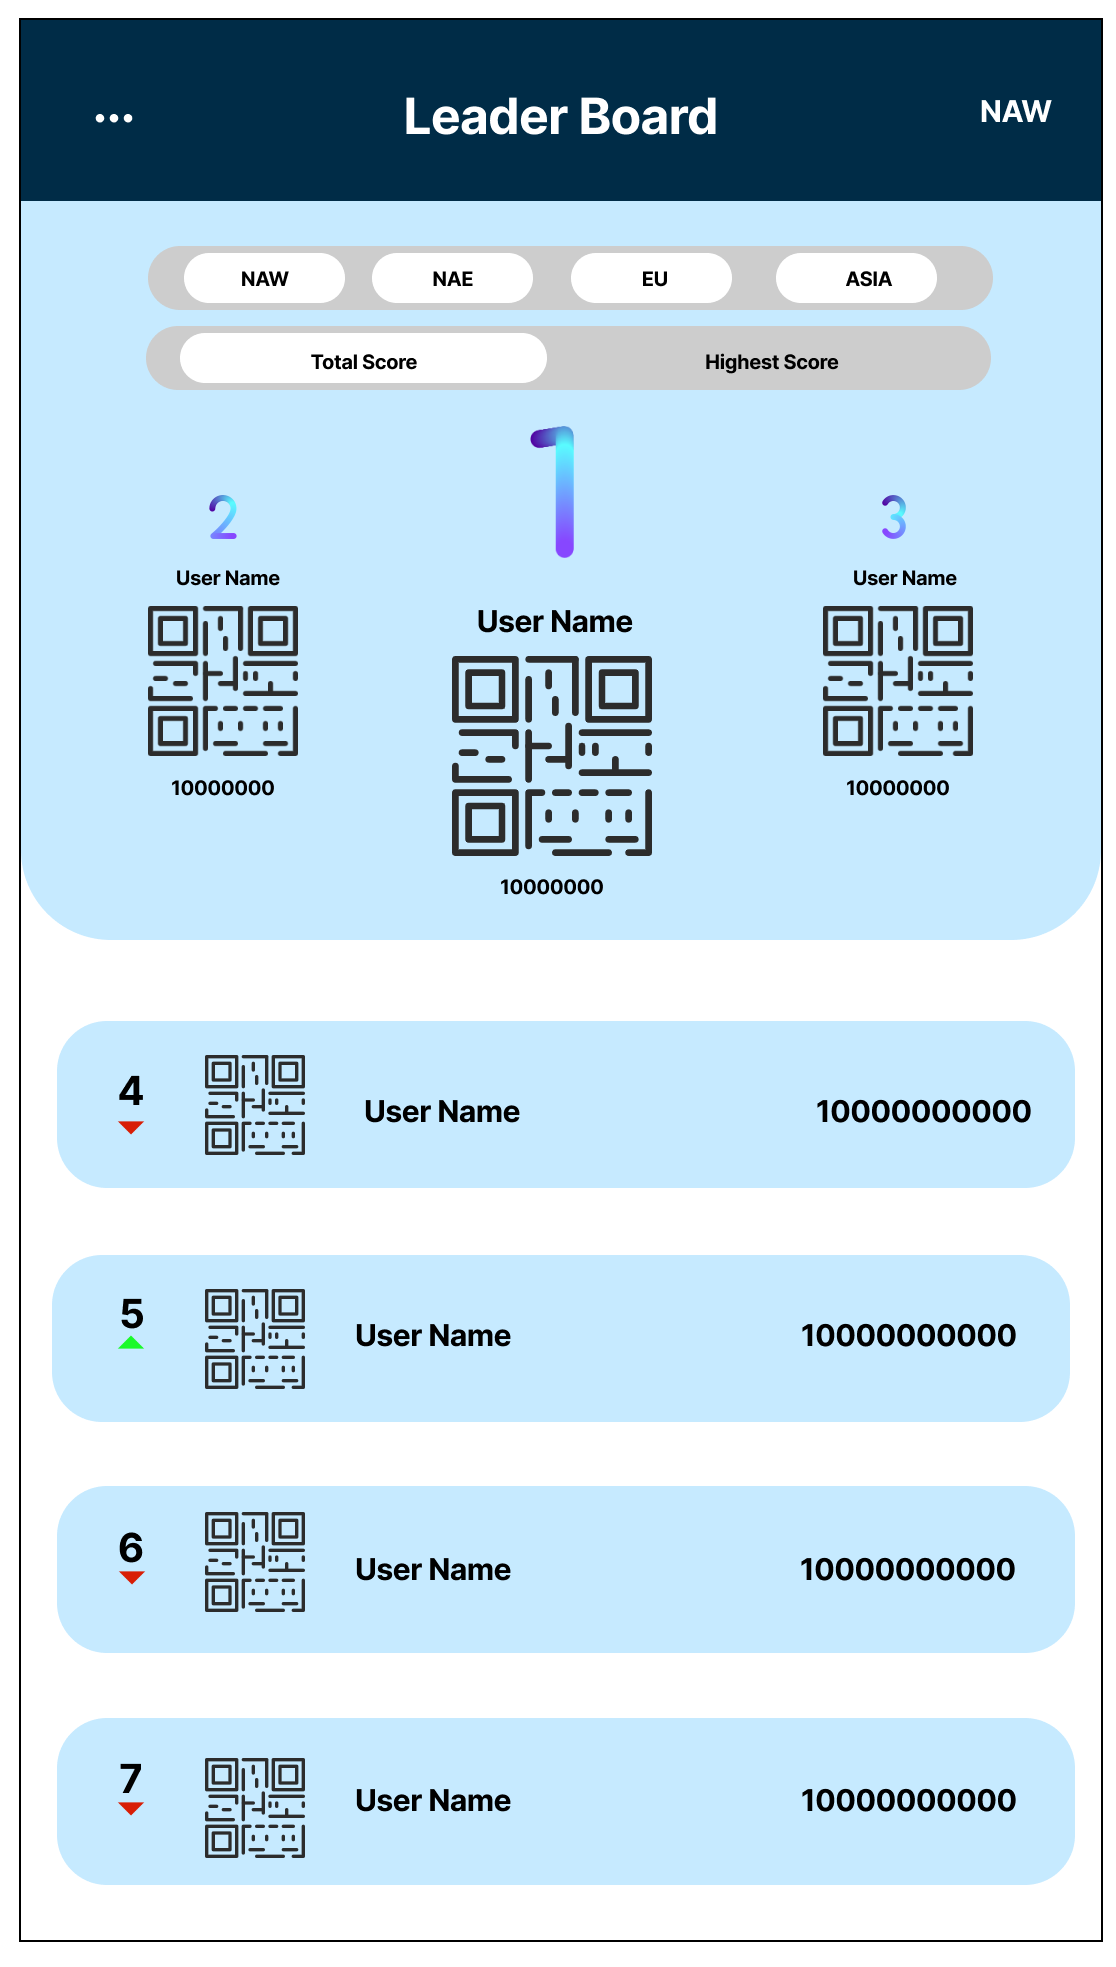 ... Leader Board NAW
NAW NAE EU ASIA
Total Score Highest Score
1
2
3
User Name
User Name
User Name
10000000
10000000
10000000
4 User Name 10000000000
5 User Name 10000000000
6 User Name 10000000000
7 User Name 10000000000